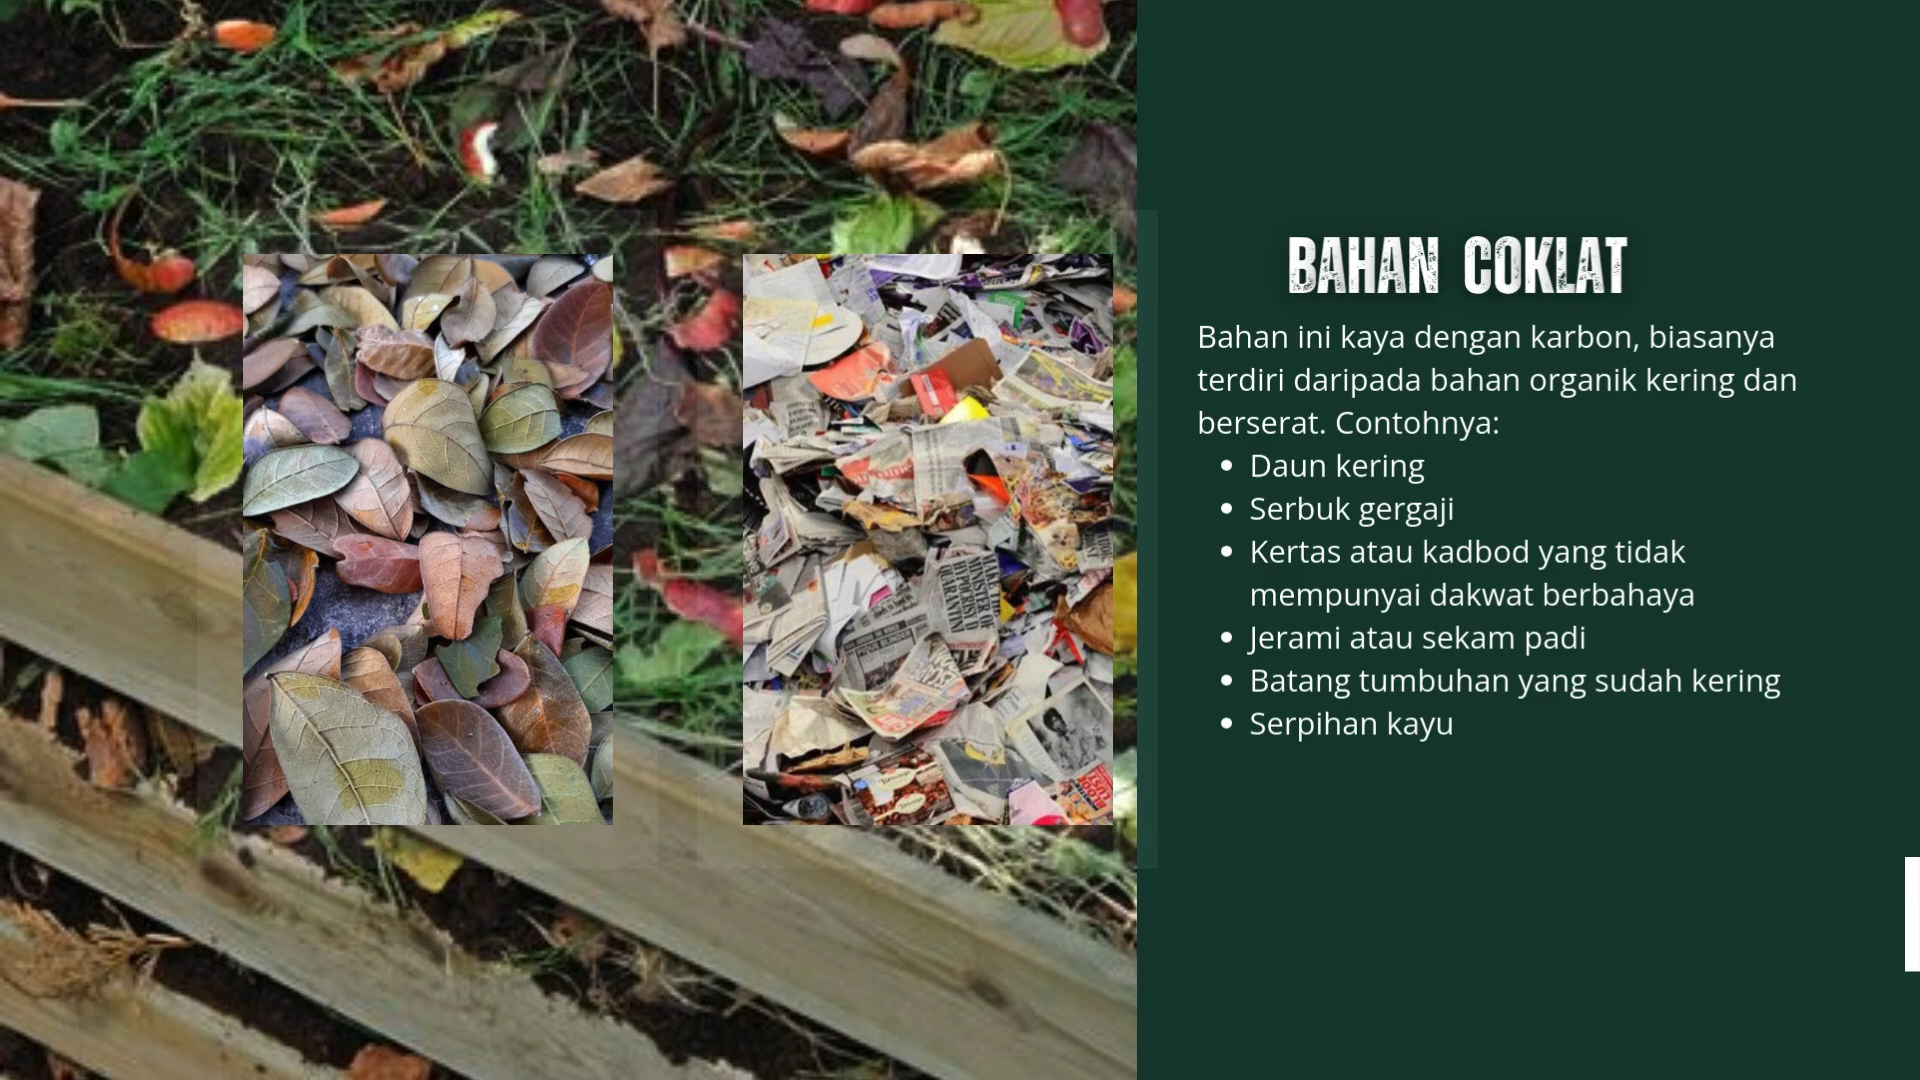 BAHAN COKLAT
Bahan ini kaya dengan karbon, biasanya
terdiri daripada bahan organik kering dan
berserat. Contohnya:
• Daun kering
• Serbuk gergaji
• Kertas atau kadbod yang tidak
mempunyai dakwat berbahaya
• Jerami atau sekam padi
• Batang tumbuhan yang sudah kering
• Serpihan kayu